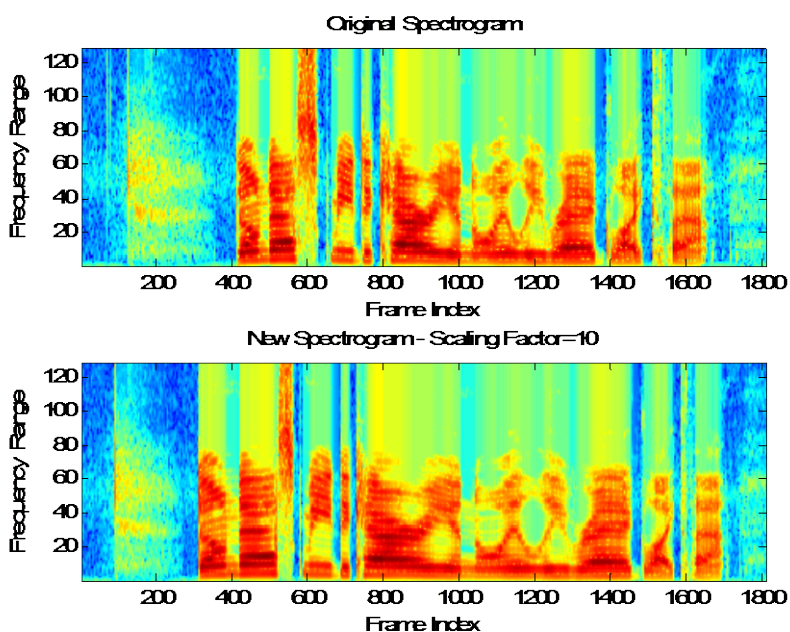 Original Spectrogram
Frequency Range
120
100
80
60
40
20
200 400 600 800 1000 1200 1400 1600 1800
Frame Index
New Spectrogram - Scaling Factor=10
Frequency Range
120
100
80
60
40
20
200 400 600 800 1000 1200 1400 1600 1800
Frame Index